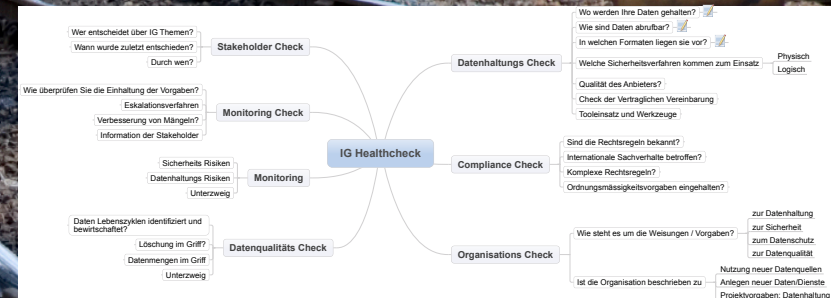 IG Healthcheck
Stakeholder Check
Wer entscheidet über IG Themen?
Wann wurde zuletzt entschieden?
Durch wen?
Monitoring Check
Wie überprüfen Sie die Einhaltung der Vorgaben?
Eskalationsverfahren
Verbesserung von Mängeln?
Information der Stakeholder
Monitoring
Sicherheits Risiken
Datenhaltungs Risiken
Unterzweig
Datenqualitäts Check
Daten Lebenszyklen identifiziert und
bewirtschaftet?
Löschung im Griff?
Datenmengen im Griff
Unterzweig
Datenhaltungs Check
Wo werden Ihre Daten gehalten?
Wie sind Daten abrufbar?
In welchen Formaten liegen sie vor?
Welche Sicherheitsverfahren kommen zum Einsatz
Physisch
Logisch
Qualität des Anbieters?
Check der Vertraglichen Vereinbarung
Tooleinsatz und Werkzeuge
Compliance Check
Sind die Rechtsregeln bekannt?
Internationale Sachverhalte betroffen?
Komplexe Rechtsregeln?
Ordnungsmässigkeitsvorgaben eingehalten?
Organisations Check
Wie steht es um die Weisungen / Vorgaben?
zur Datenhaltung
zur Sicherheit
zum Datenschutz
zur Datenqualität
Ist die Organisation beschrieben zu
Nutzung neuer Datenquellen
Anlegen neuer Daten/Dienste
Projektvorgaben: Datenhaltung